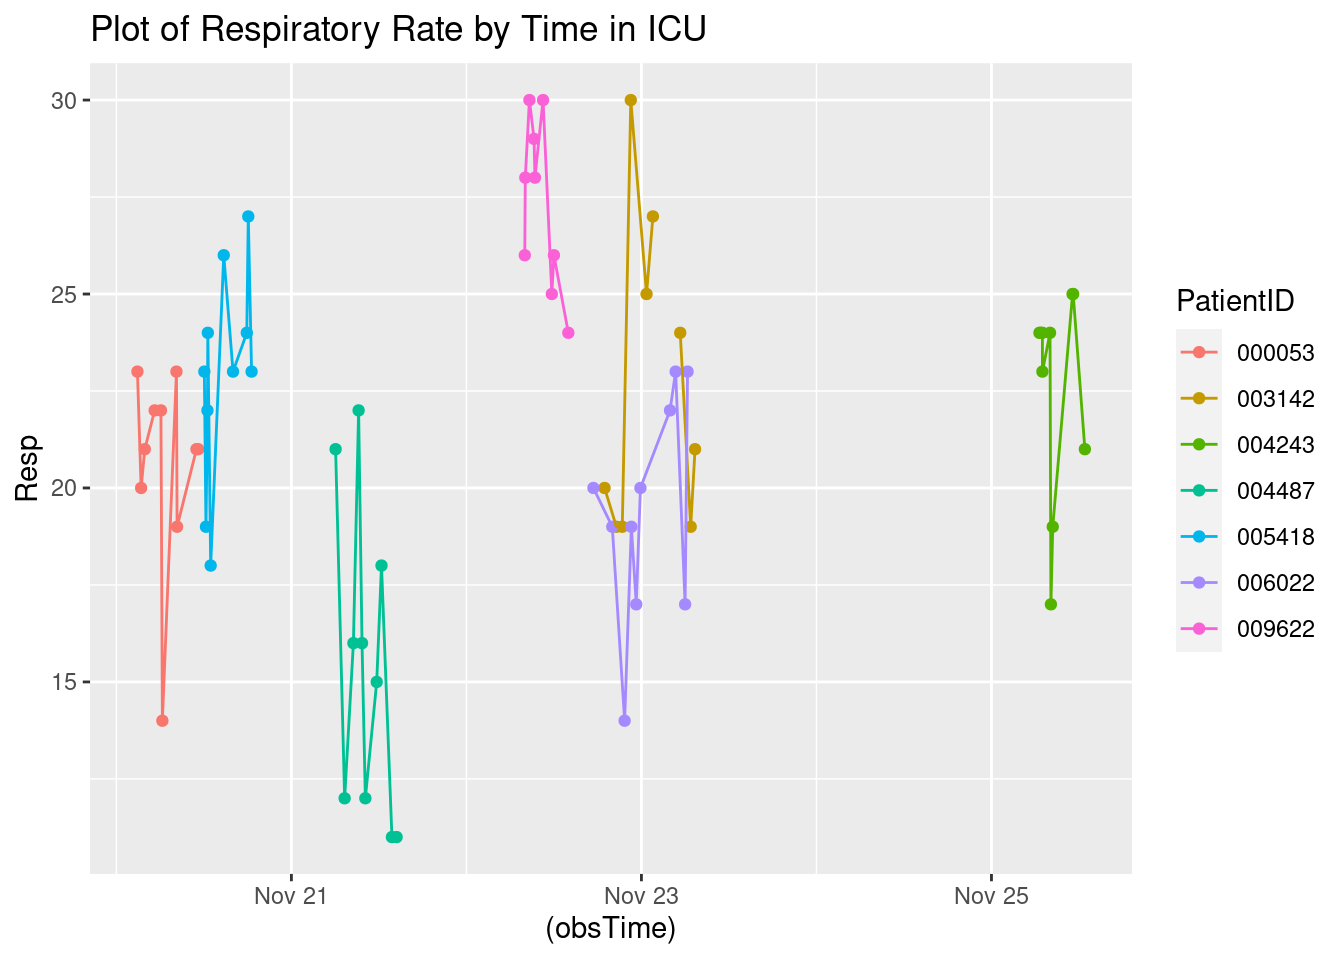 Plot of Respiratory Rate by Time in ICU
30
25
20
15
Resp
Nov 21
Nov 23
Nov 25
(obsTime)
PatientID
000053
003142
004243
004487
005418
006022
009622